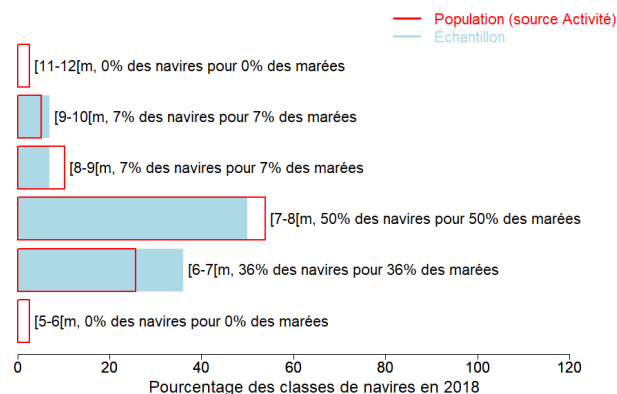 Population (source Activité)
Échantillon
[11-12[m, 0% des navires pour 0% des marées
[9-10[m, 7% des navires pour 7% des marées
[8-9[m, 7% des navires pour 7% des marées
[7-8[m, 50% des navires pour 50% des marées
[6-7[m, 36% des navires pour 36% des marées
[5-6[m, 0% des navires pour 0% des marées
0 20 40 60 80 100 120
Pourcentage des classes de navires en 2018